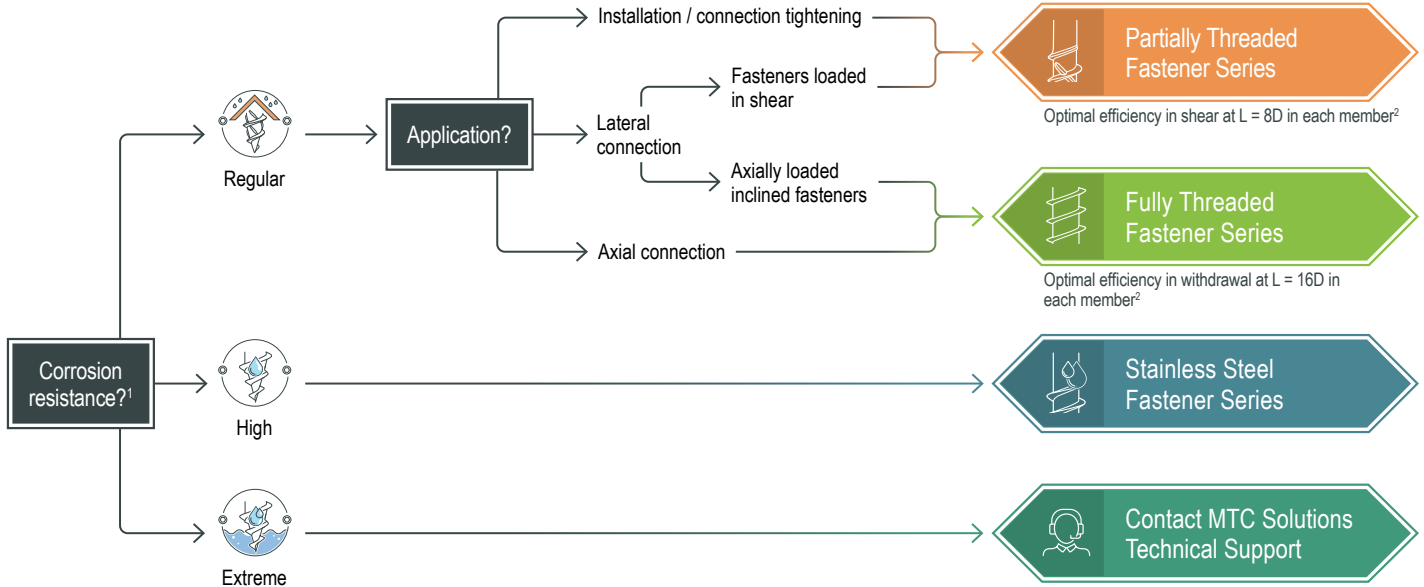 Installation / connection tightening
Partially Threaded
Fastener Series
Fasteners loaded
in shear
Optimal efficiency in shear at L = 8D in each member²
Application?
Lateral
connection
Regular
Axially loaded
inclined fasteners
Fully Threaded
Fastener Series
Axial connection
Optimal efficiency in withdrawal at L = 16D in
each member²
Corrosion
resistance?¹
High
Stainless Steel
Fastener Series
Extreme
Contact MTC Solutions
Technical Support